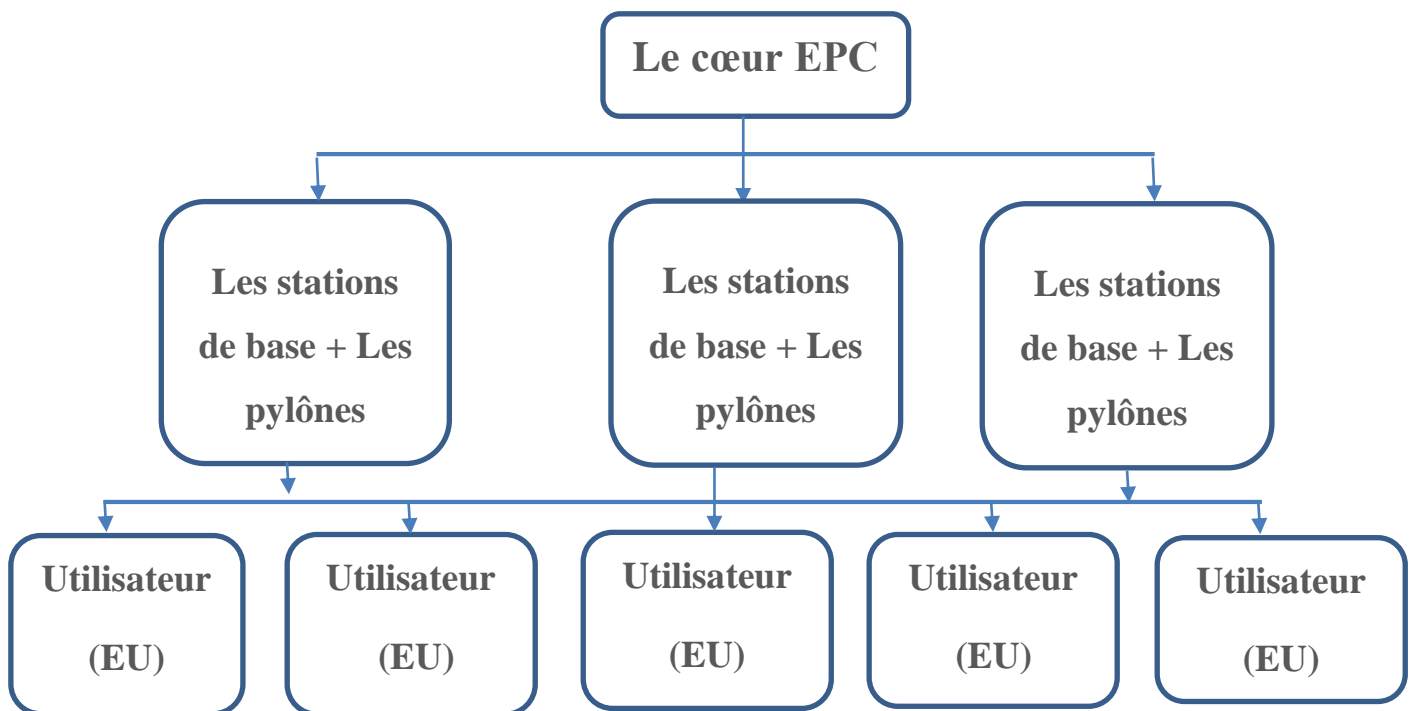 Le cœur EPC
Les stations
de base + Les
pylônes
Les stations
de base + Les
pylônes
Les stations
de base + Les
pylônes
Utilisateur
(EU)
Utilisateur
(EU)
Utilisateur
(EU)
Utilisateur
(EU)
Utilisateur
(EU)